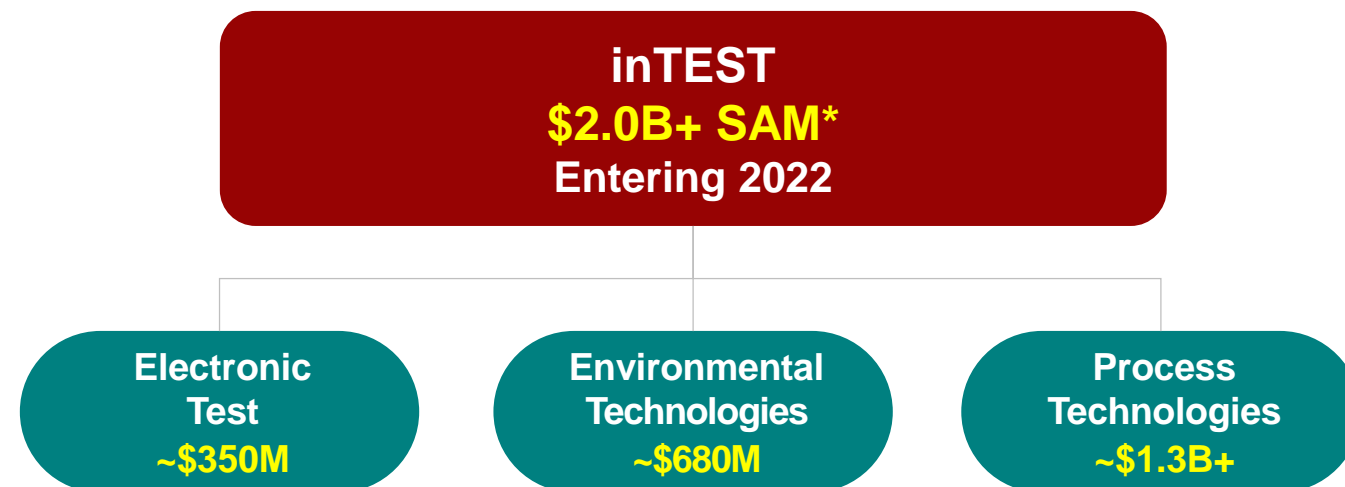 inTEST
$2.0B+ SAM*
Entering 2022
Electronic
Test
~$350M
Environmental
Technologies
~$680M
Process
Technologies
~$1.3B+